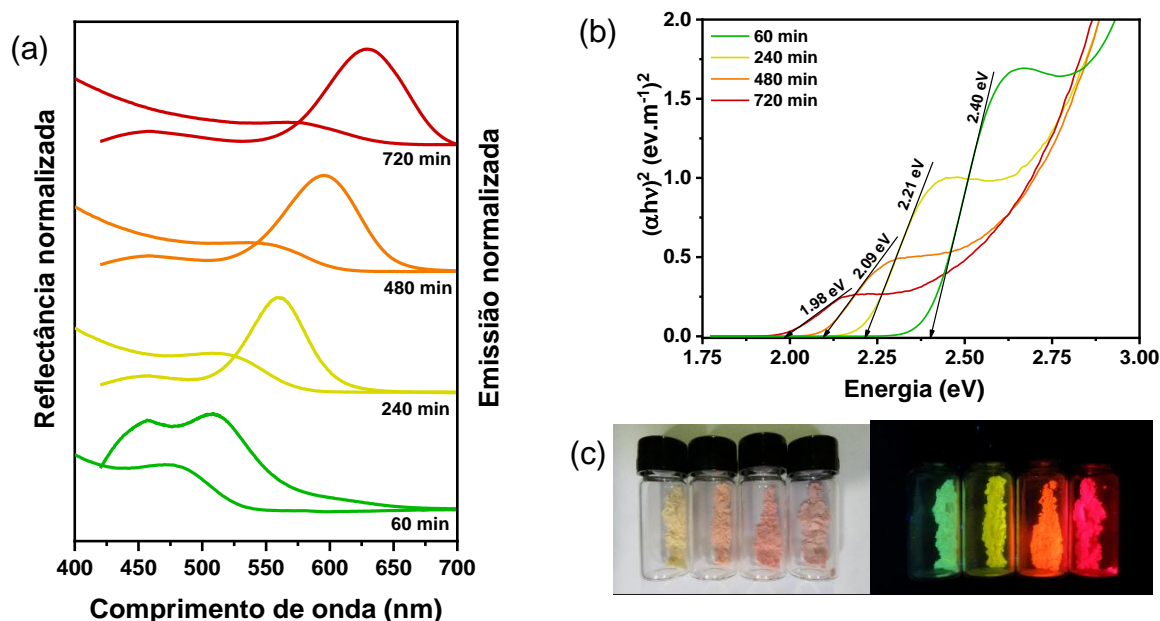 (a)
Reflectância normalizada
Emissião normalizada
720 min
480 min
240 min
60 min
400 450 500 550 600 650 700
Comprimento de onda (nm)
(b)
60 min
240 min
480 min
720 min
2.40 eV
2.21 eV
2.09 eV
1.98 eV
(αhν)² (ev.m⁻¹)²
2.0
1.5
1.0
0.5
0.0
1.75 2.00 2.25 2.50 2.75 3.00
Energia (eV)
(c)